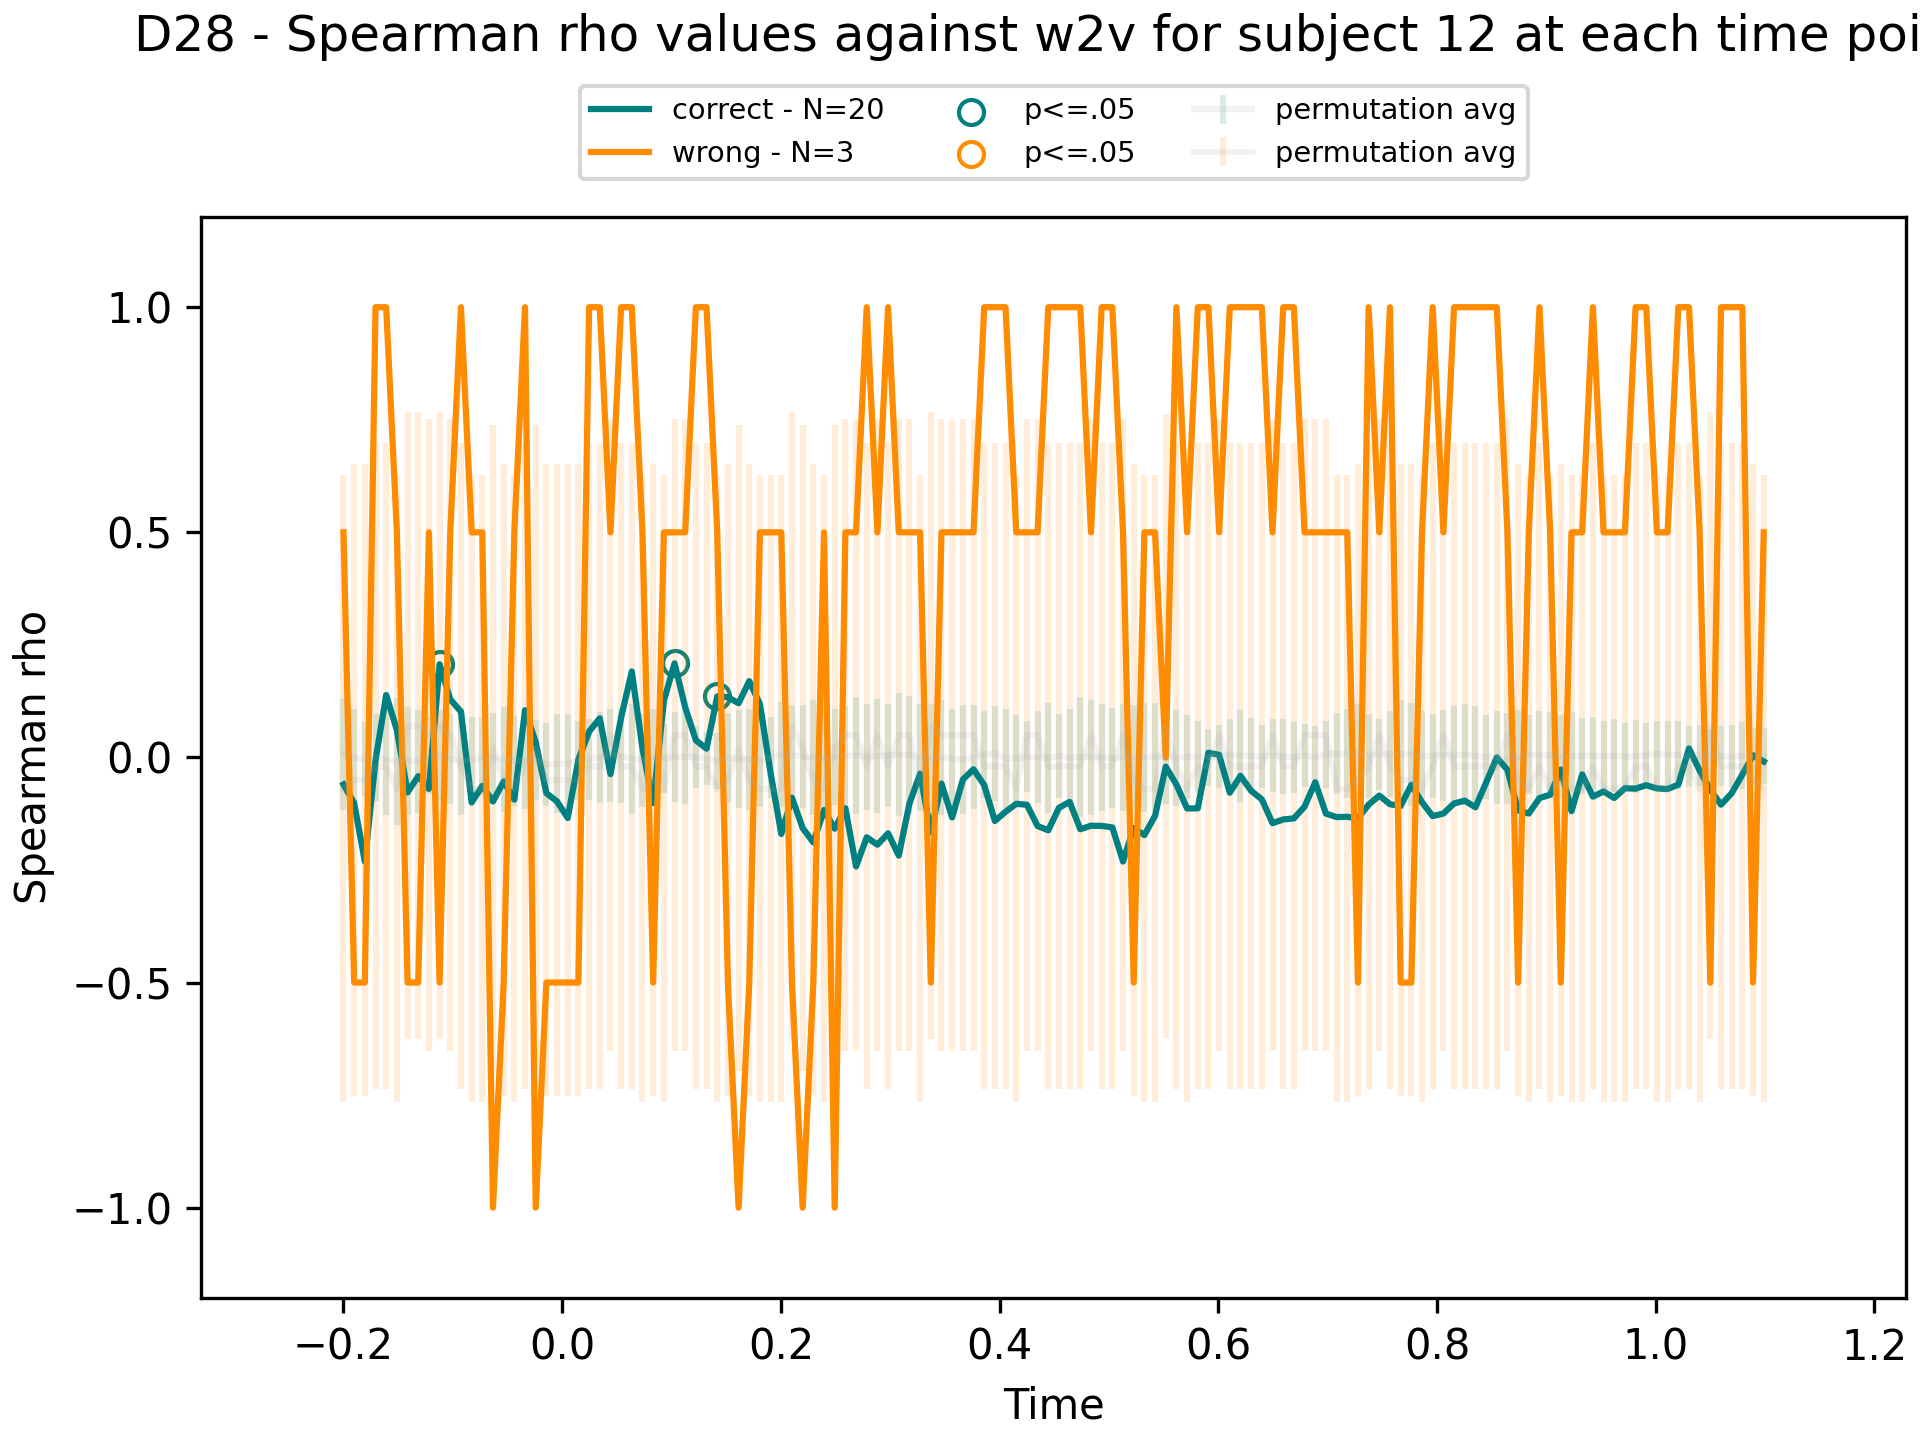 D28 - Spearman rho values against w2v for subject 12 at each time poi
correct - N=20
wrong - N=3
p<=.05
p<=.05
permutation avg
permutation avg
1.0
0.5
0.0
−0.5
−1.0
Spearman rho
−0.2 0.0 0.2 0.4 0.6 0.8 1.0 1.2
Time